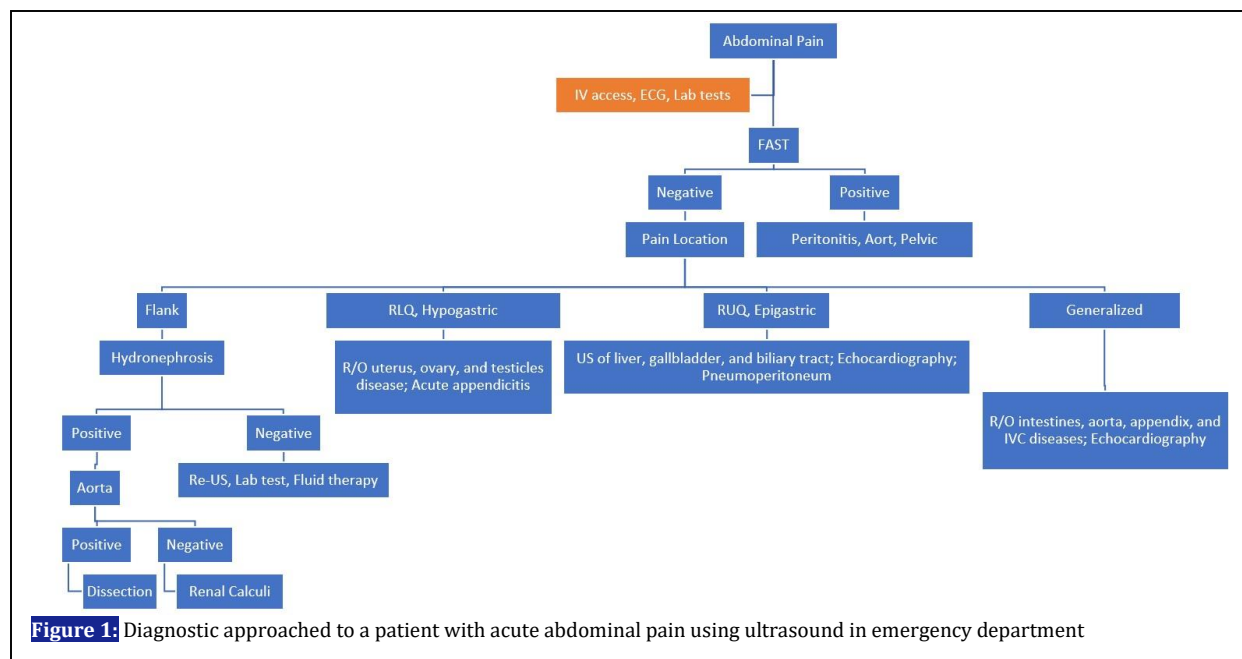 Abdominal Pain
IV access, ECG, Lab tests
FAST
Negative
Positive
Pain Location
Peritonitis, Aort, Pelvic
Flank
RLQ, Hypogastric
RUQ, Epigastric
Generalized
Hydronephrosis
R/O uterus, ovary, and testicles
disease; Acute appendicitis
US of liver, gallbladder, and biliary tract; Echocardiography;
Pneumoperitoneum
R/O intestines, aorta, appendix, and
IVC diseases; Echocardiography
Positive
Negative
Aorta
Re-US, Lab test, Fluid therapy
Positive
Negative
Dissection
Renal Calculi
Figure 1: Diagnostic approached to a patient with acute abdominal pain using ultrasound in emergency department